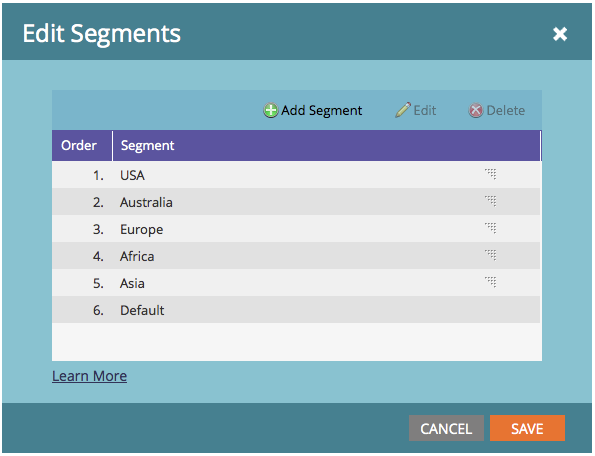 Edit Segments
Add Segment Edit Delete
Order Segment
1. USA
2. Australia
3. Europe
4. Africa
5. Asia
6. Default
Learn More
CANCEL SAVE